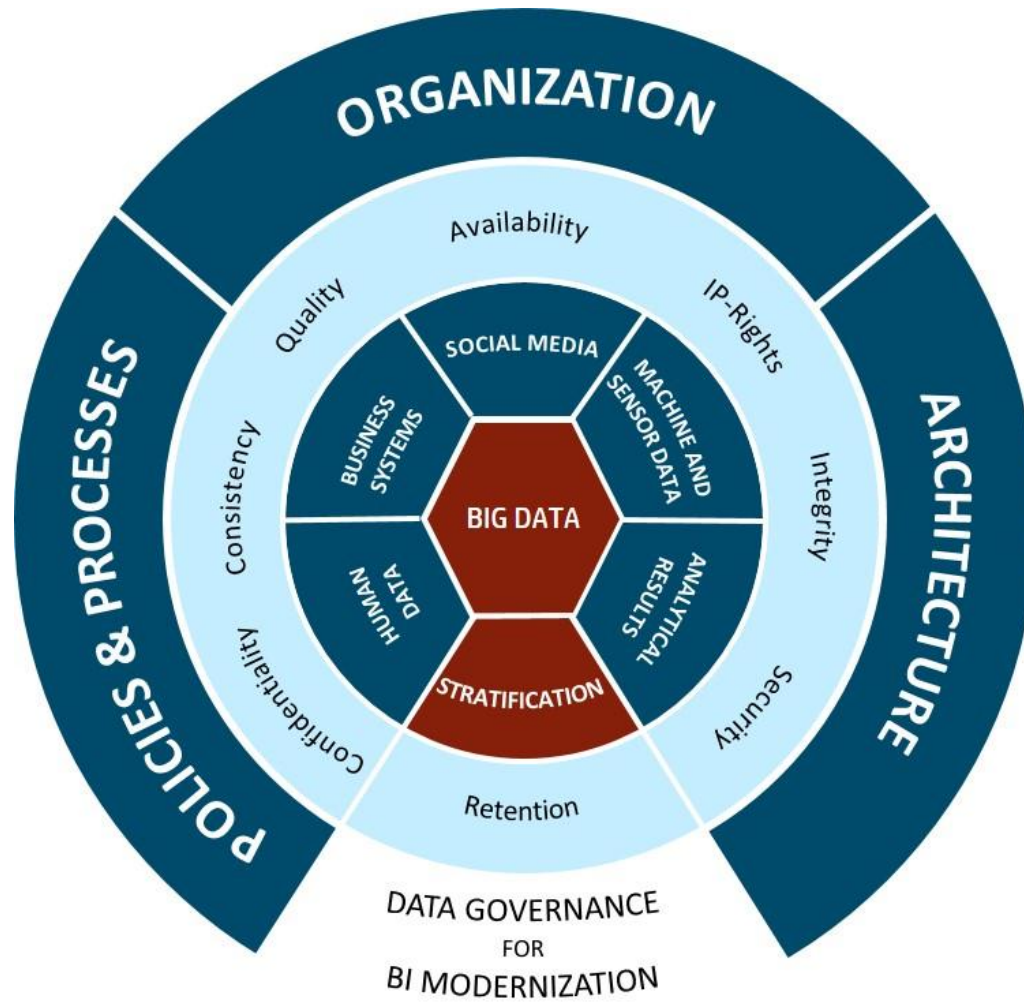 ORGANIZATION
Availability
Quality
IP-Rights
SOCIAL MEDIA
BUSINESS
SYSTEMS
MACHINE AND
SENSOR DATA
POLICIES & PROCESSES
ARCHITECTURE
Consistency
Integrity
BIG DATA
HUMAN
DATA
ANALYTICAL
RESULTS
Confidentiality
STRATIFICATION
Security
Retention
DATA GOVERNANCE
FOR
BI MODERNIZATION